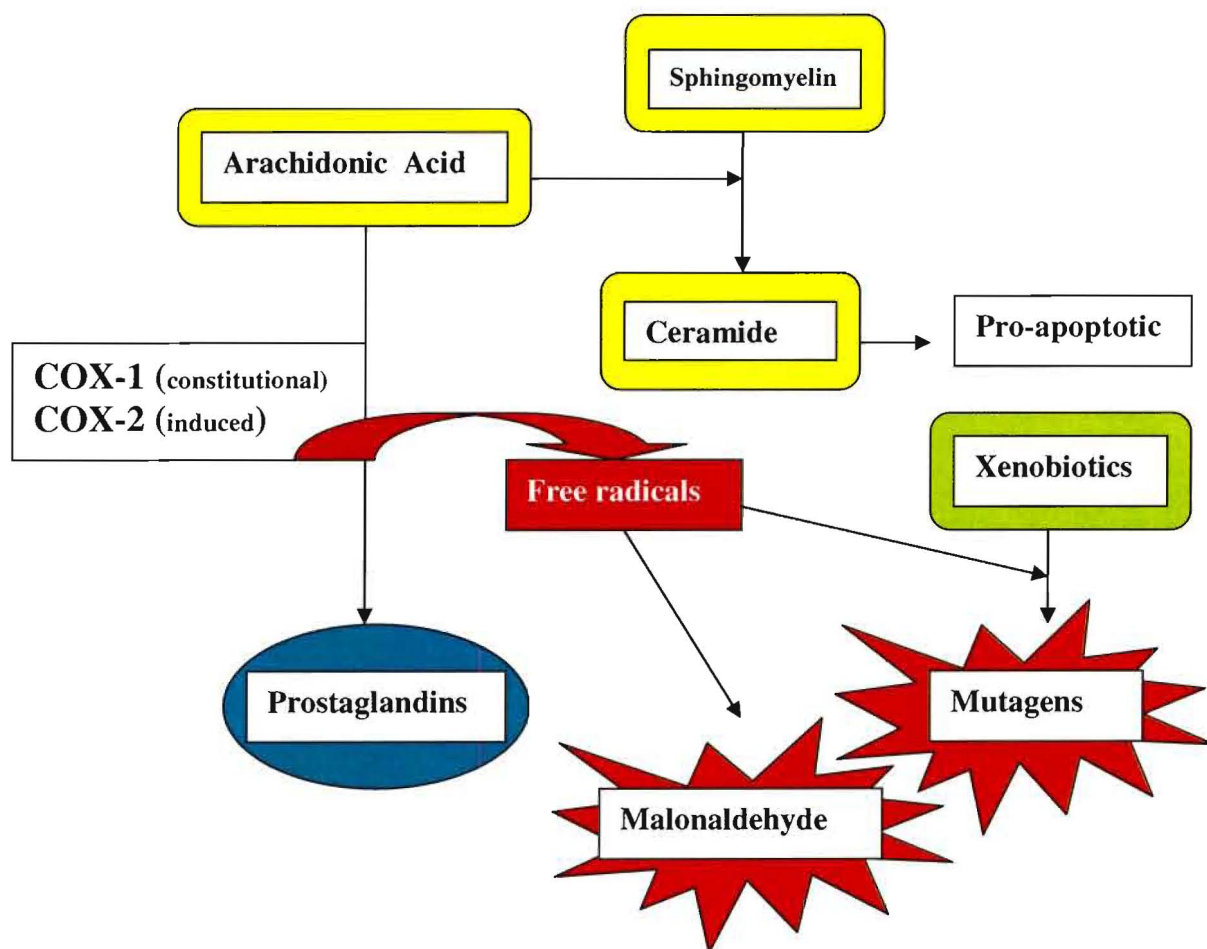 Sphingomyelin
Arachidonic Acid
Ceramide
Pro-apoptotic
COX-1 (constitutional)
COX-2 (induced)
Free radicals
Xenobiotics
Prostaglandins
Mutagens
Malonaldehyde